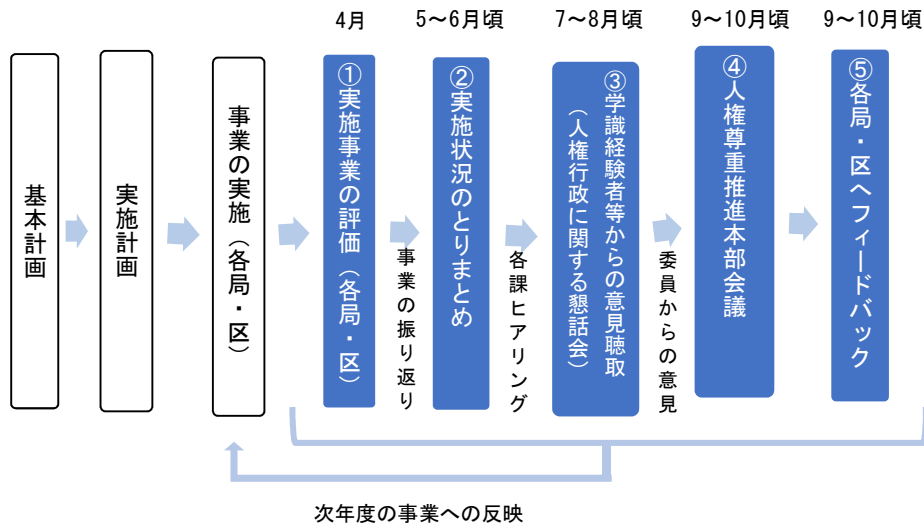 4月
5～6月頃
7～8月頃
9～10月頃
9～10月頃
基本計画
実施計画
事業の実施（各局・区）
①実施事業の評価（各局・区）
事業の振り返り
②実施状況のとりまとめ
各課ヒアリング
③学識経験者等からの意見聴取
（人権行政に関する懇話会）
委員からの意見
④人権尊重推進本部会議
⑤各局・区へフィードバック
次年度の事業への反映